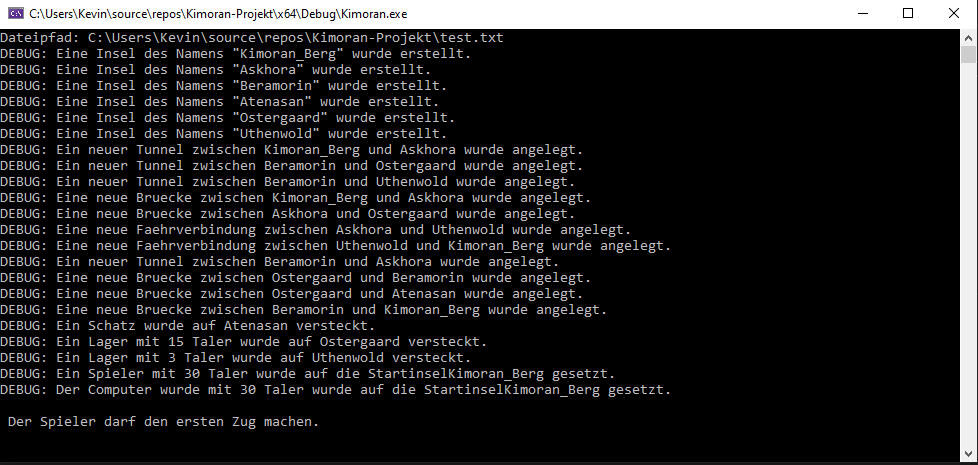 C:\Users\Kevin\source\repos\Kimoran-Projekt\x64\Debug\Kimoran.exe
Dateipfad: C:\Users\Kevin\source\repos\Kimoran-Projekt\test.txt
DEBUG: Eine Insel des Namens "Kimoran_Berg" wurde erstellt.
DEBUG: Eine Insel des Namens "Askhora" wurde erstellt.
DEBUG: Eine Insel des Namens "Beramorin" wurde erstellt.
DEBUG: Eine Insel des Namens "Atenasan" wurde erstellt.
DEBUG: Eine Insel des Namens "Ostergaard" wurde erstellt.
DEBUG: Eine Insel des Namens "Uthenwold" wurde erstellt.
DEBUG: Ein neuer Tunnel zwischen Kimoran_Berg und Askhora wurde angelegt.
DEBUG: Ein neuer Tunnel zwischen Beramorin und Ostergaard wurde angelegt.
DEBUG: Ein neuer Tunnel zwischen Beramorin und Uthenwold wurde angelegt.
DEBUG: Eine neue Bruecke zwischen Kimoran_Berg und Askhora wurde angelegt.
DEBUG: Eine neue Bruecke zwischen Askhora und Ostergaard wurde angelegt.
DEBUG: Eine neue Faehrverbindung zwischen Askhora und Uthenwold wurde angelegt.
DEBUG: Eine neue Faehrverbindung zwischen Uthenwold und Kimoran_Berg wurde angelegt.
DEBUG: Ein neuer Tunnel zwischen Beramorin und Askhora wurde angelegt.
DEBUG: Eine neue Bruecke zwischen Ostergaard und Beramorin wurde angelegt.
DEBUG: Eine neue Bruecke zwischen Ostergaard und Atenasan wurde angelegt.
DEBUG: Eine neue Bruecke zwischen Beramorin und Kimoran_Berg wurde angelegt.
DEBUG: Ein Schatz wurde auf Atenasan versteckt.
DEBUG: Ein Lager mit 15 Taler wurde auf Ostergaard versteckt.
DEBUG: Ein Lager mit 3 Taler wurde auf Uthenwold versteckt.
DEBUG: Ein Spieler mit 30 Taler wurde auf die StartinselKimoran_Berg gesetzt.
DEBUG: Der Computer wurde mit 30 Taler wurde auf die StartinselKimoran_Berg gesetzt.
Der Spieler darf den ersten Zug machen.